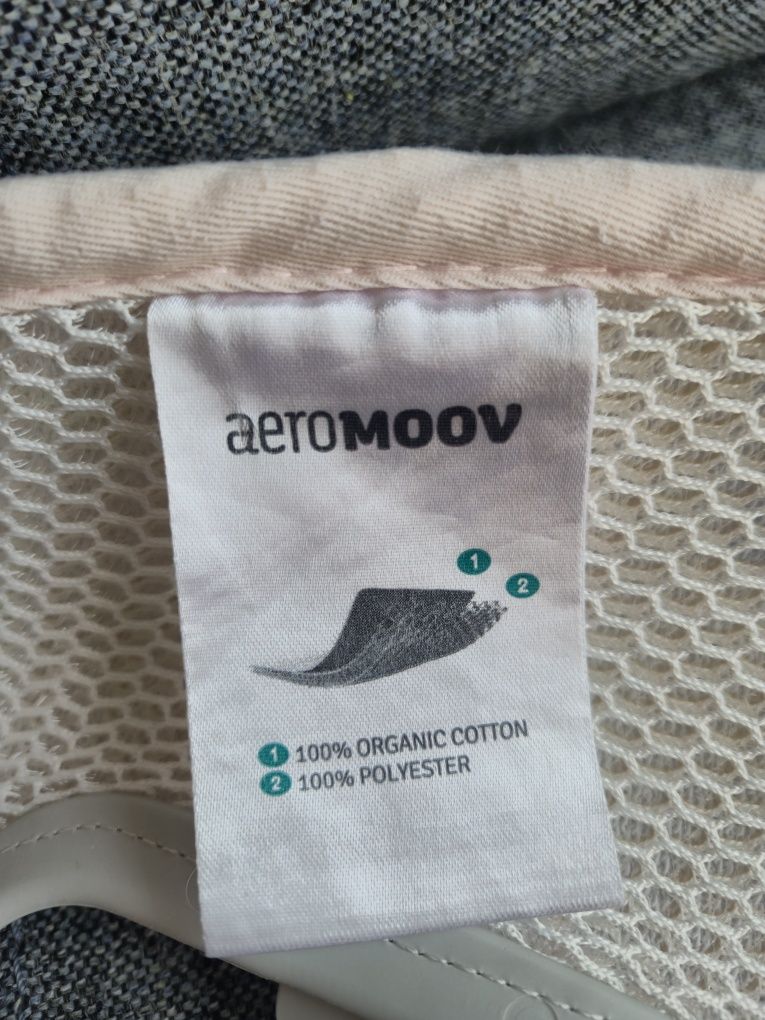 aeroMOOV
1
2
1 100% ORGANIC COTTON
2 100% POLYESTER